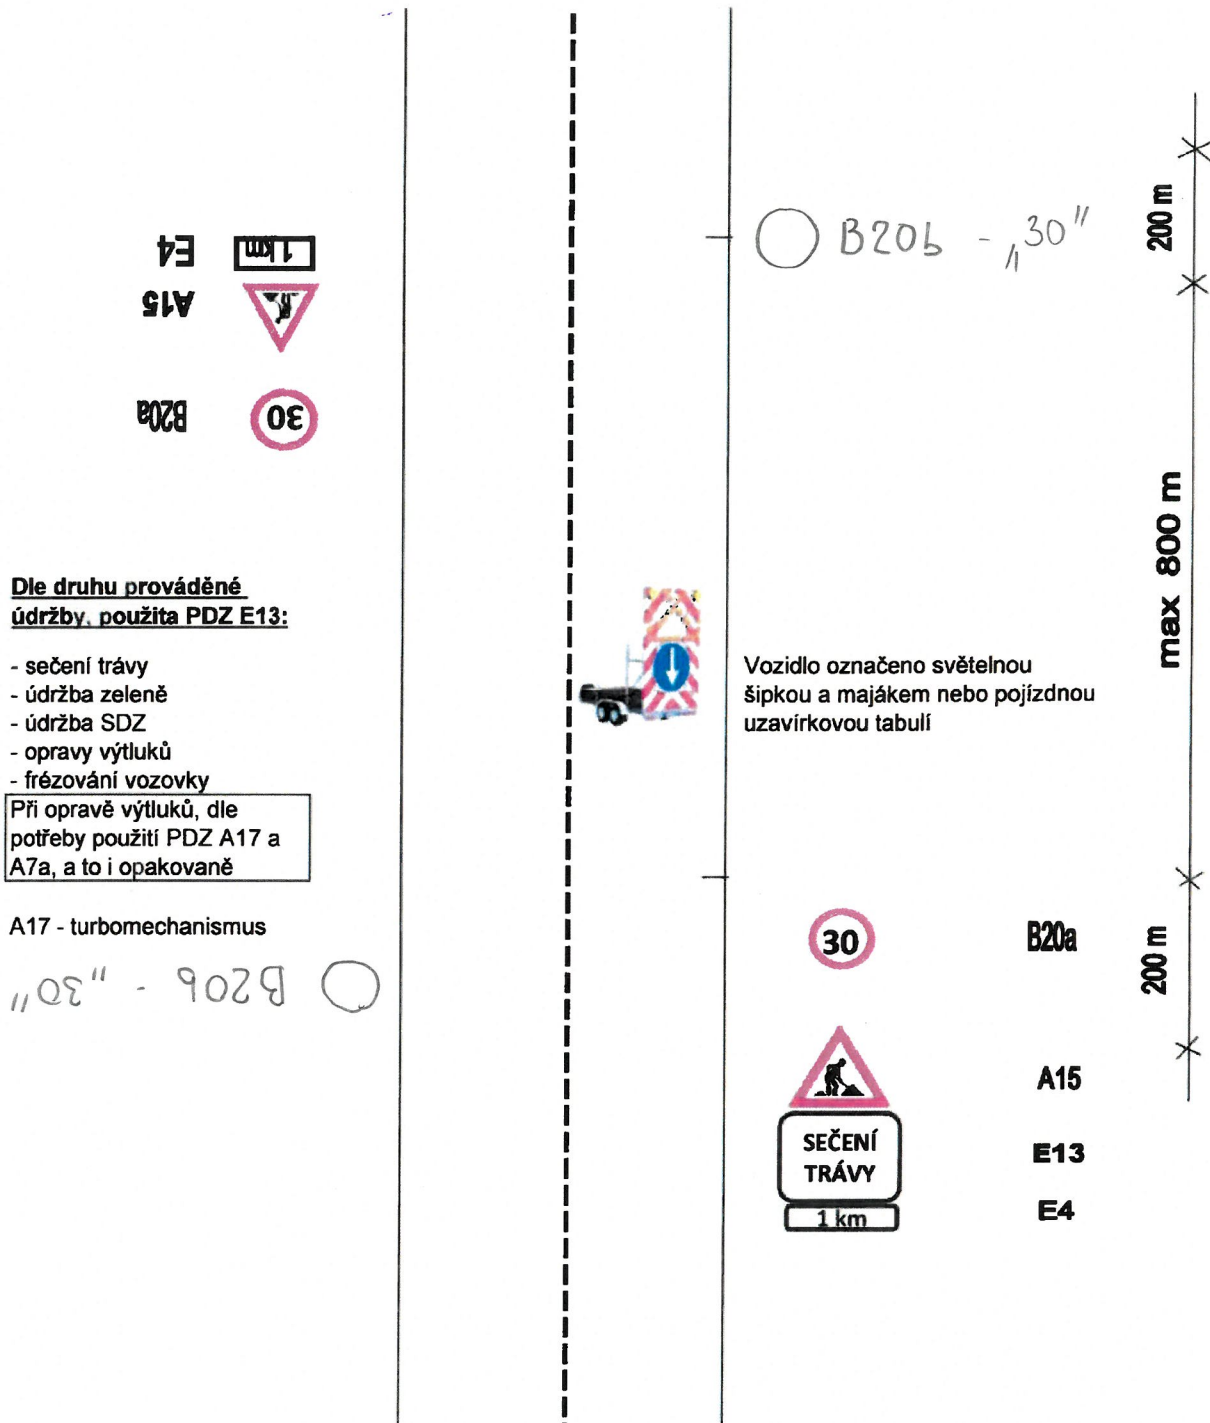 E4
1 km
A15
B20a
30
B20b - „30"
200 m
max 800 m
Dle druhu prováděné
údržby, použita PDZ E13:
- sečení trávy
- údržba zeleně
- údržba SDZ
- opravy výtluků
- frézování vozovky
Při opravě výtluků, dle
potřeby použití PDZ A17 a
A7a, a to i opakovaně
A17 - turbomechanismus
B20b - "30"
Vozidlo označeno světelnou
šipkou a majákem nebo pojízdnou
uzavírkovou tabulí
30
B20a
200 m
A15
SEČENÍ
TRÁVY
E13
1 km
E4